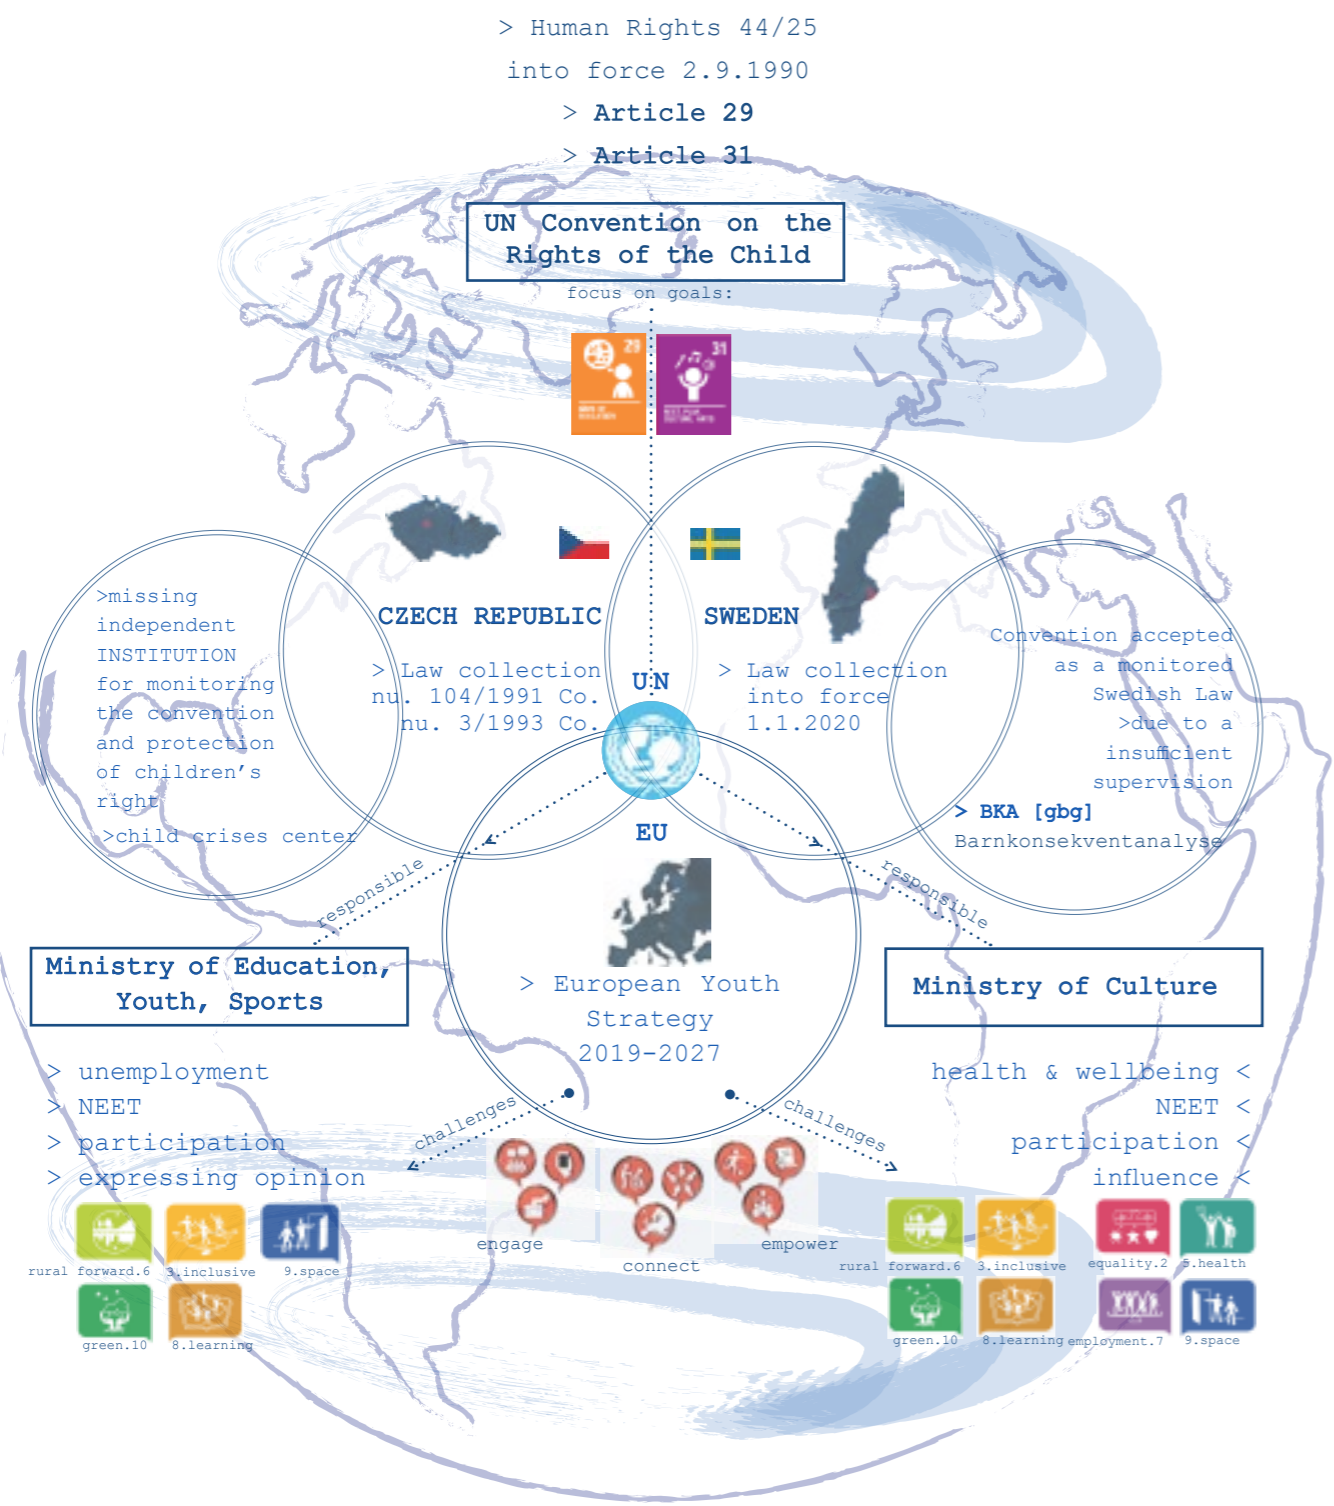 > Human Rights 44/25
into force 2.9.1990
> Article 29
> Article 31
UN Convention on the
Rights of the Child
focus on goals:
29
31
CZECH REPUBLIC
> Law collection
nu. 104/1991 Co.
nu. 3/1993 Co.
SWEDEN
> Law collection
into force
1.1.2020
UN
>missing
independent
INSTITUTION
for monitoring
the convention
and protection
of children's
right
>child crises center
Convention accepted
as a monitored
Swedish Law
>due to a
insufficient
supervision
> BKA [gbg]
Barnkonsekventanalyse
EU
> European Youth
Strategy
2019-2027
responsible
responsible
Ministry of Education,
Youth, Sports
Ministry of Culture
> unemployment
> NEET
> participation
> expressing opinion
health & wellbeing <
NEET <
participation <
influence <
challenges
challenges
engage
connect
empower
rural forward.6
3.inclusive
9.space
green.10
8.learning
rural forward.6
3.inclusive
equality.2
5.health
green.10
8.learning
employment.7
9.space